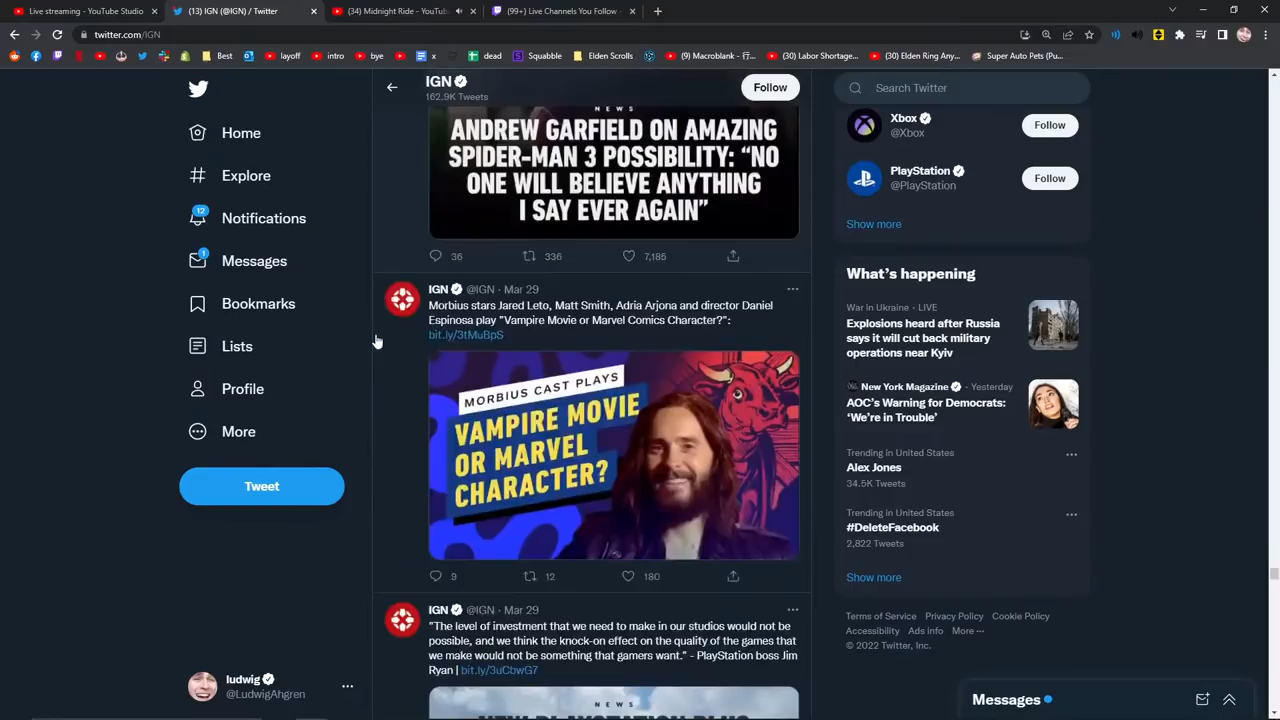 Live streaming - YouTube Studio
(13) IGN (@IGN) / Twitter
(34) Midnight Ride - YouTub
(99+) Live Channels You Follow -
twitter.com/IGN
Best
layoff
intro
bye
x
dead
Squabble
Elden Scrolls
(30) Labor Shortage...
(30) Elden Ring Any...
Super Auto Pets (Pu...
Home
Explore
12
Notifications
1
Messages
Bookmarks
Lists
Profile
More
Tweet
ludwig
@LudwigAhgren
IGN
162.9K Tweets
Follow
NEWS
ANDREW GARFIELD ON AMAZING
SPIDER-MAN 3 POSSIBILITY: “NO
ONE WILL BELIEVE ANYTHING
I SAY EVER AGAIN”
36
336
7,185
IGN @IGN · Mar 29
Morbius stars Jared Leto, Matt Smith, Adria Arjona and director Daniel
Espinosa play "Vampire Movie or Marvel Comics Character?":
bit.ly/3tMuBpS
MORBIUS CAST PLAYS
VAMPIRE MOVIE
OR MARVEL
CHARACTER?
9
12
180
IGN @IGN · Mar 29
"The level of investment that we need to make in our studios would not be
possible, and we think the knock-on effect on the quality of the games that
we make would not be something that gamers want." - PlayStation boss Jim
Ryan | bit.ly/3uCbwG7
NEWS
NEW PLAYSTATION PLUS
Search Twitter
Xbox
@Xbox
Follow
PlayStation
@PlayStation
Follow
Show more
What’s happening
War in Ukraine · LIVE
Explosions heard after Russia
says it will cut back military
operations near Kyiv
New York Magazine · Yesterday
AOC’s Warning for Democrats:
‘We’re in Trouble’
Trending in United States
Alex Jones
34.5K Tweets
Trending in United States
#DeleteFacebook
2,822 Tweets
Show more
Terms of Service Privacy Policy Cookie Policy
Accessibility Ads info More ···
© 2022 Twitter, Inc.
Messages